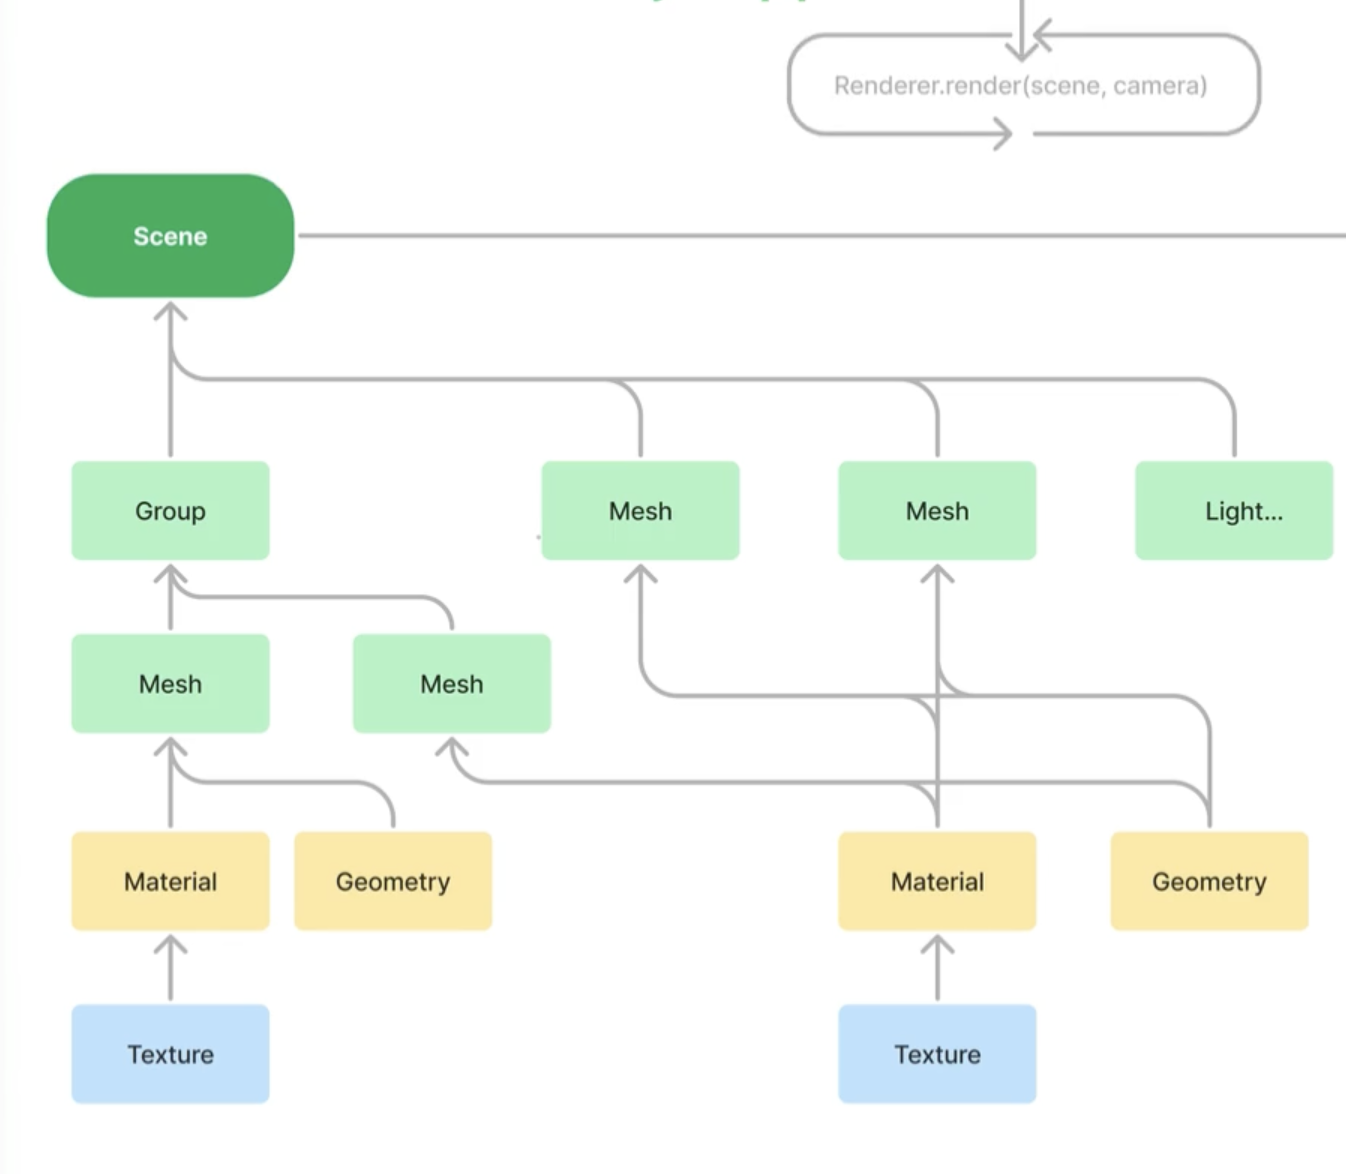 Renderer.render(scene, camera)
Scene
Group
Mesh
Mesh
Light...
Mesh
Mesh
Material
Geometry
Material
Geometry
Texture
Texture